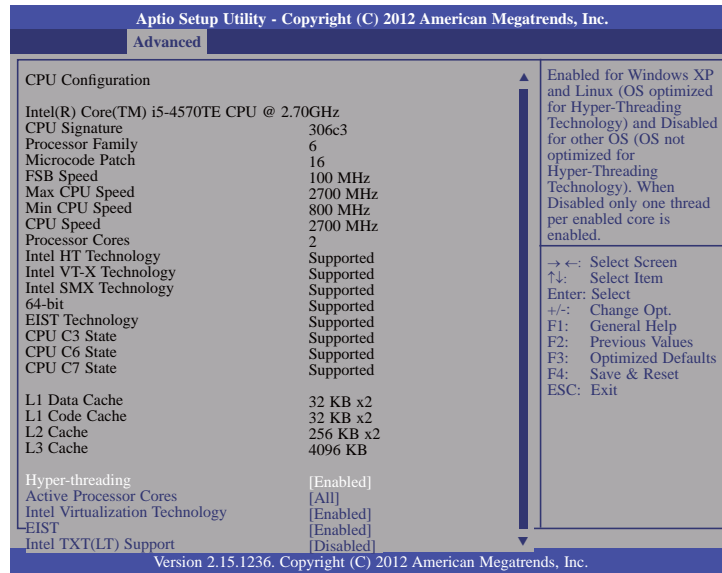 Aptio Setup Utility - Copyright (C) 2012 American Megatrends, Inc.
Advanced
CPU Configuration
Intel(R) Core(TM) i5-4570TE CPU @ 2.70GHz
CPU Signature 306c3
Processor Family 6
Microcode Patch 16
FSB Speed 100 MHz
Max CPU Speed 2700 MHz
Min CPU Speed 800 MHz
CPU Speed 2700 MHz
Processor Cores 2
Intel HT Technology Supported
Intel VT-X Technology Supported
Intel SMX Technology Supported
64-bit Supported
EIST Technology Supported
CPU C3 State Supported
CPU C6 State Supported
CPU C7 State Supported
L1 Data Cache 32 KB x2
L1 Code Cache 32 KB x2
L2 Cache 256 KB x2
L3 Cache 4096 KB
Hyper-threading [Enabled]
Active Processor Cores [All]
Intel Virtualization Technology [Enabled]
EIST [Enabled]
Intel TXT(LT) Support [Disabled]
Enabled for Windows XP
and Linux (OS optimized
for Hyper-Threading
Technology) and Disabled
for other OS (OS not
optimized for
Hyper-Threading
Technology). When
Disabled only one thread
per enabled core is
enabled.
→ ←: Select Screen
↑↓: Select Item
Enter: Select
+/-: Change Opt.
F1: General Help
F2: Previous Values
F3: Optimized Defaults
F4: Save & Reset
ESC: Exit
Version 2.15.1236. Copyright (C) 2012 American Megatrends, Inc.